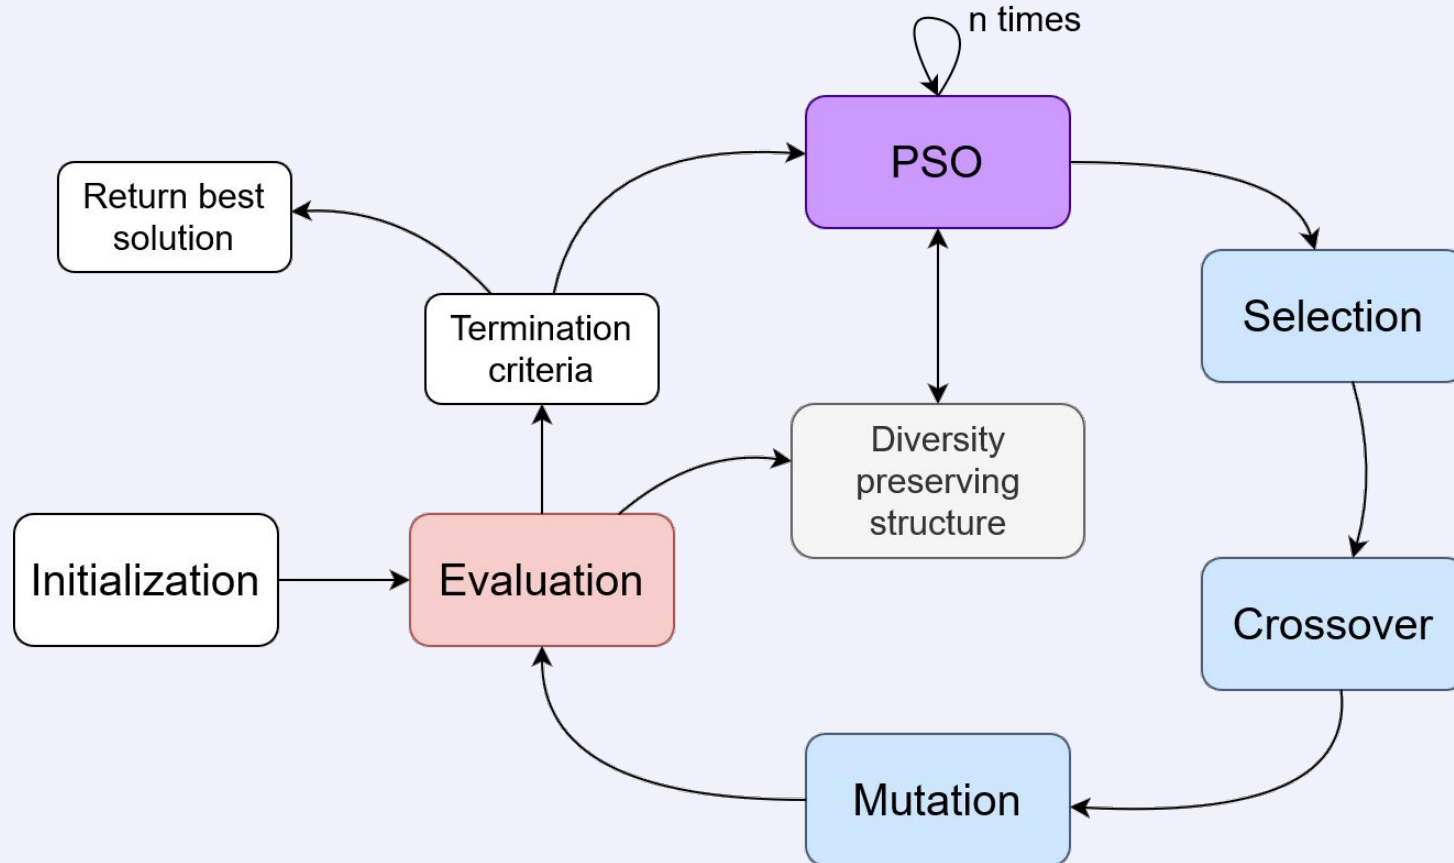 n times
PSO
Return best
solution
Termination
criteria
Selection
Diversity
preserving
structure
Initialization
Evaluation
Crossover
Mutation